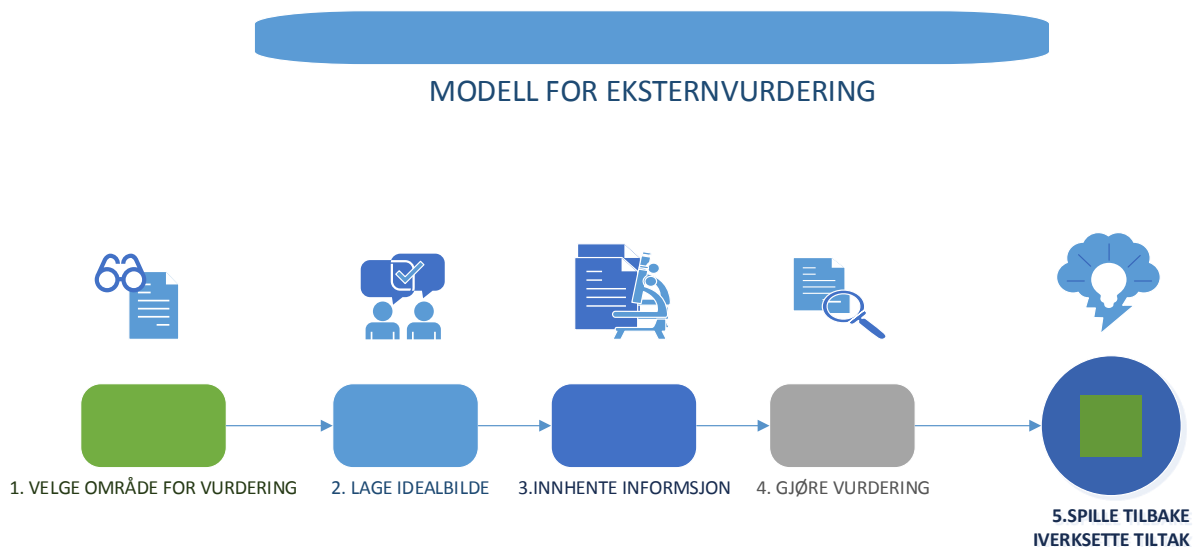 MODELL FOR EKSTERNVURDERING
1. VELGE OMRÅDE FOR VURDERING
2. LAGE IDEALBILDE
3.INNHENTE INFORMSJON
4. GJØRE VURDERING
5.SPILLE TILBAKE
IVERKSETTE TILTAK